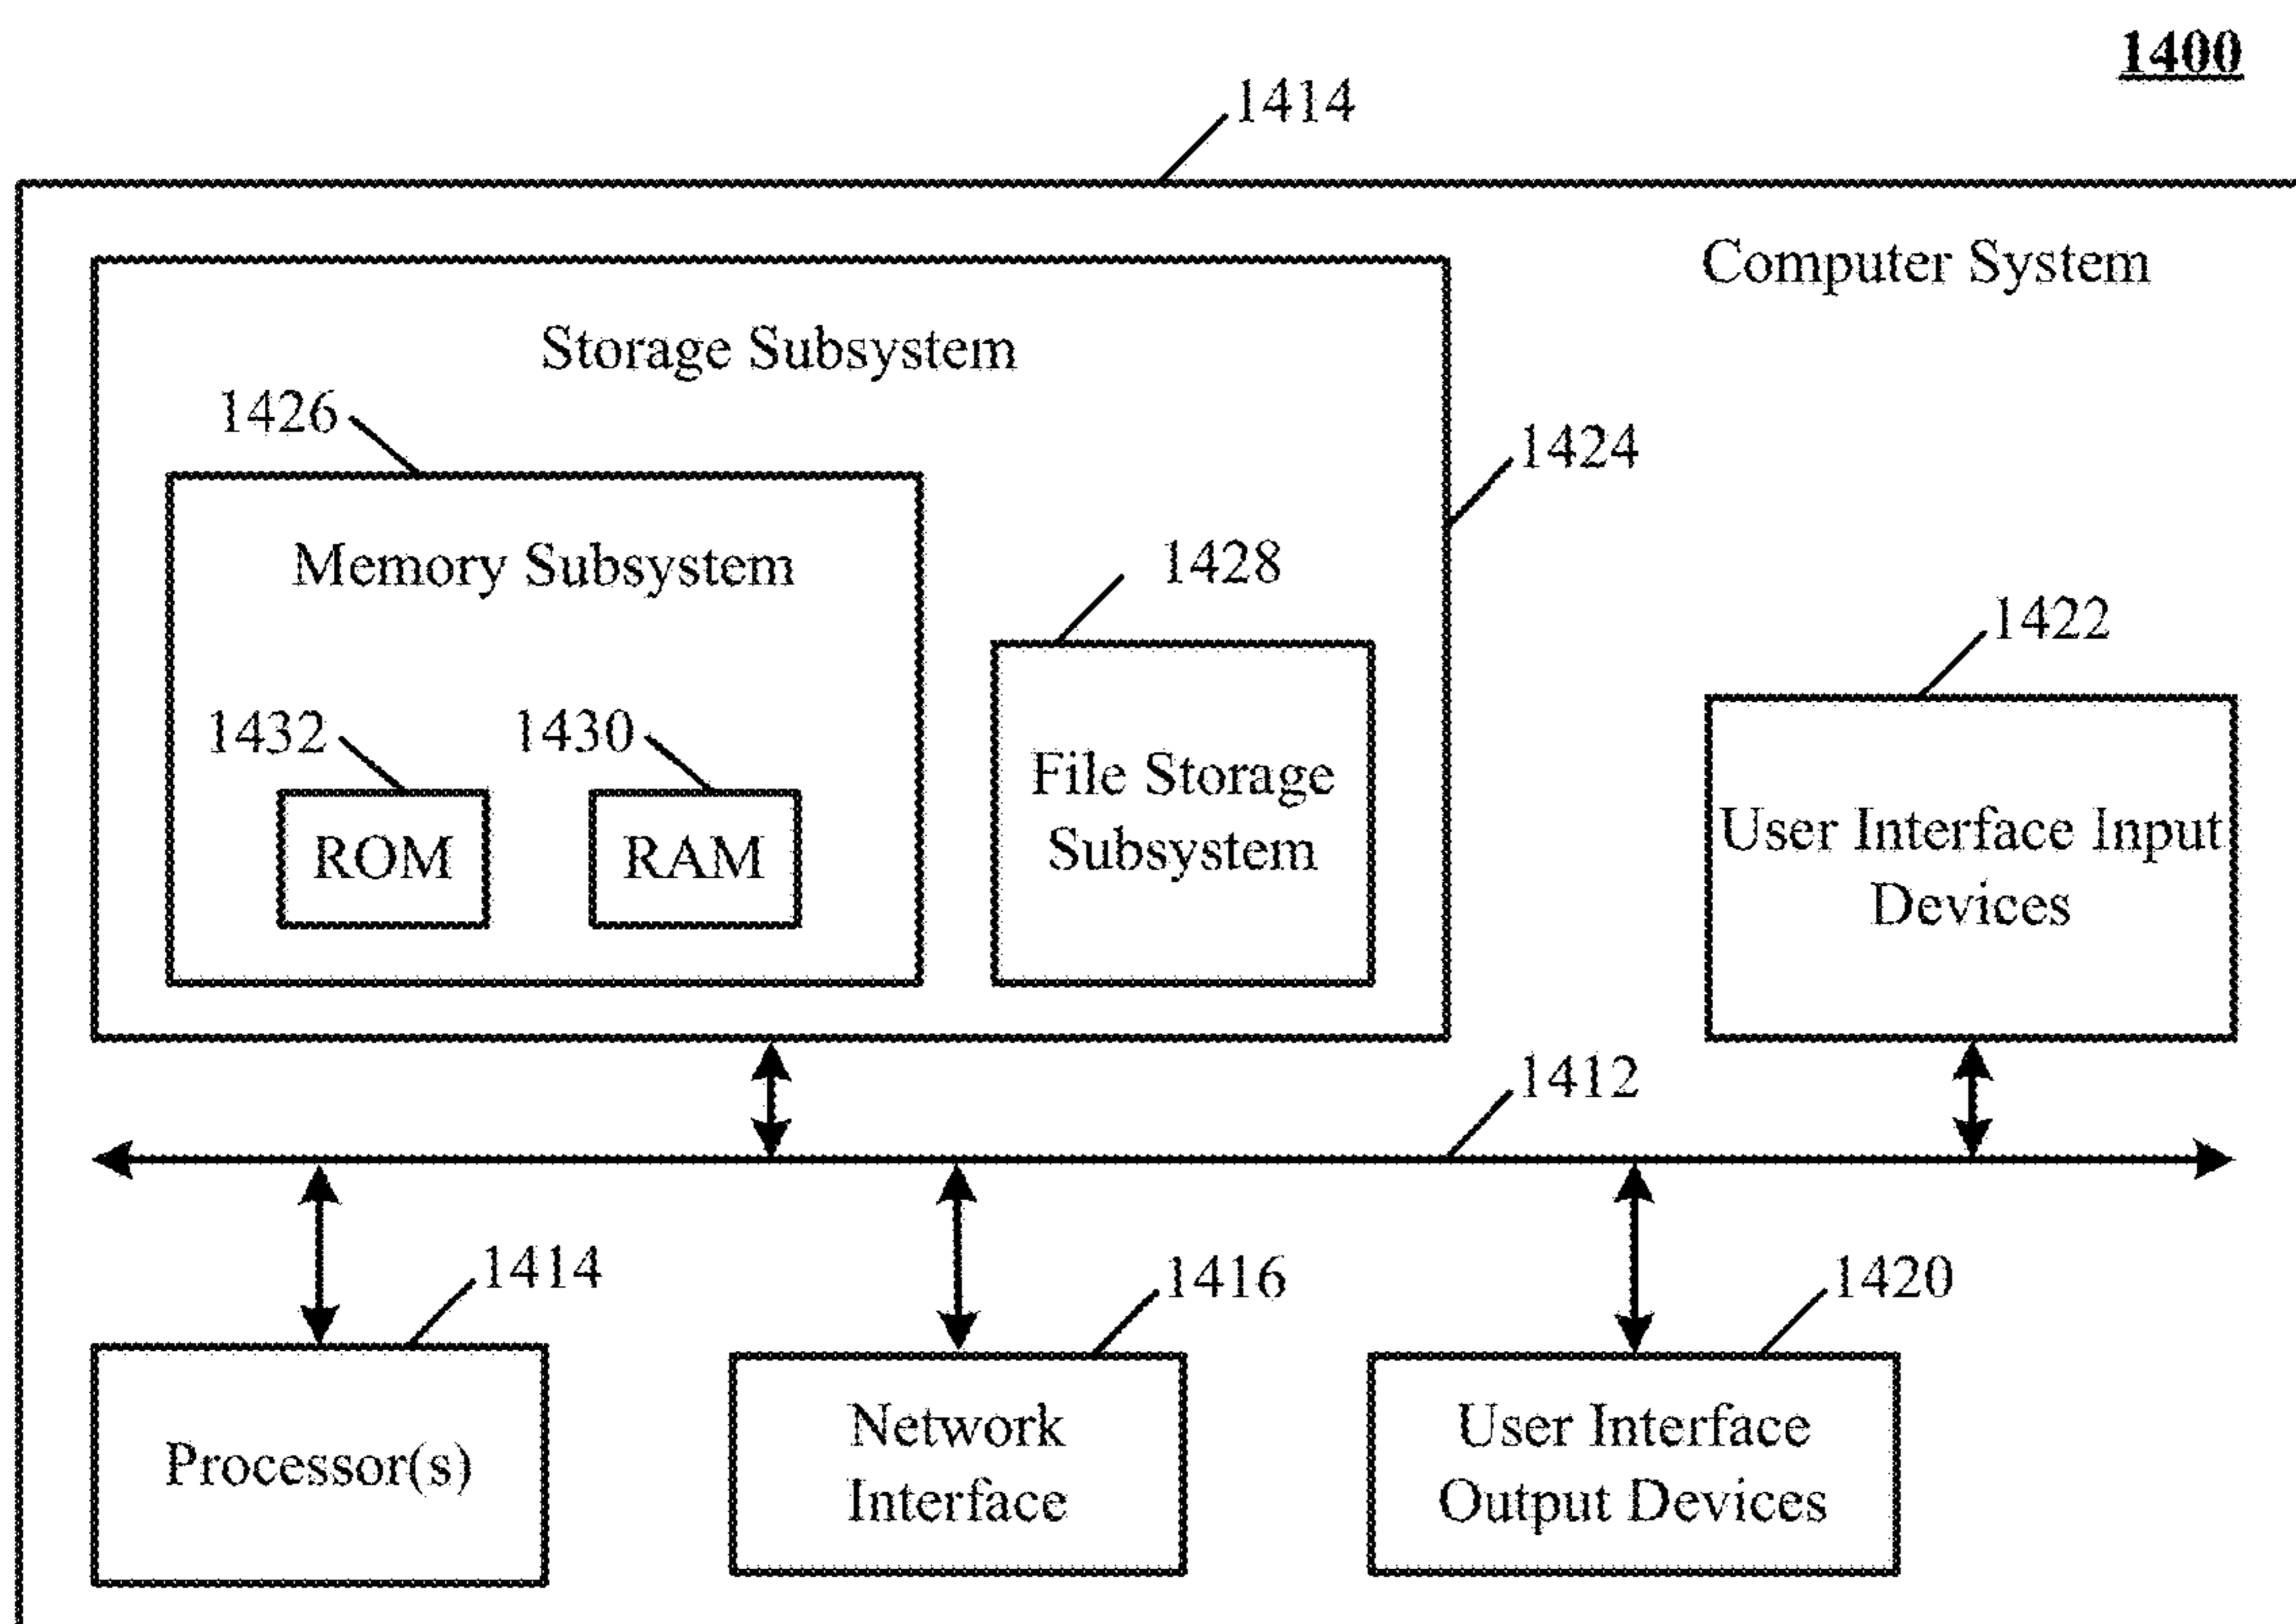 1400
1414
Computer System
Storage Subsystem
1426
1424
Memory Subsystem
1428
1422
1432
1430
ROM
RAM
File Storage
Subsystem
User Interface Input
Devices
1412
1414
1416
1420
Processor(s)
Network
Interface
User Interface
Output Devices